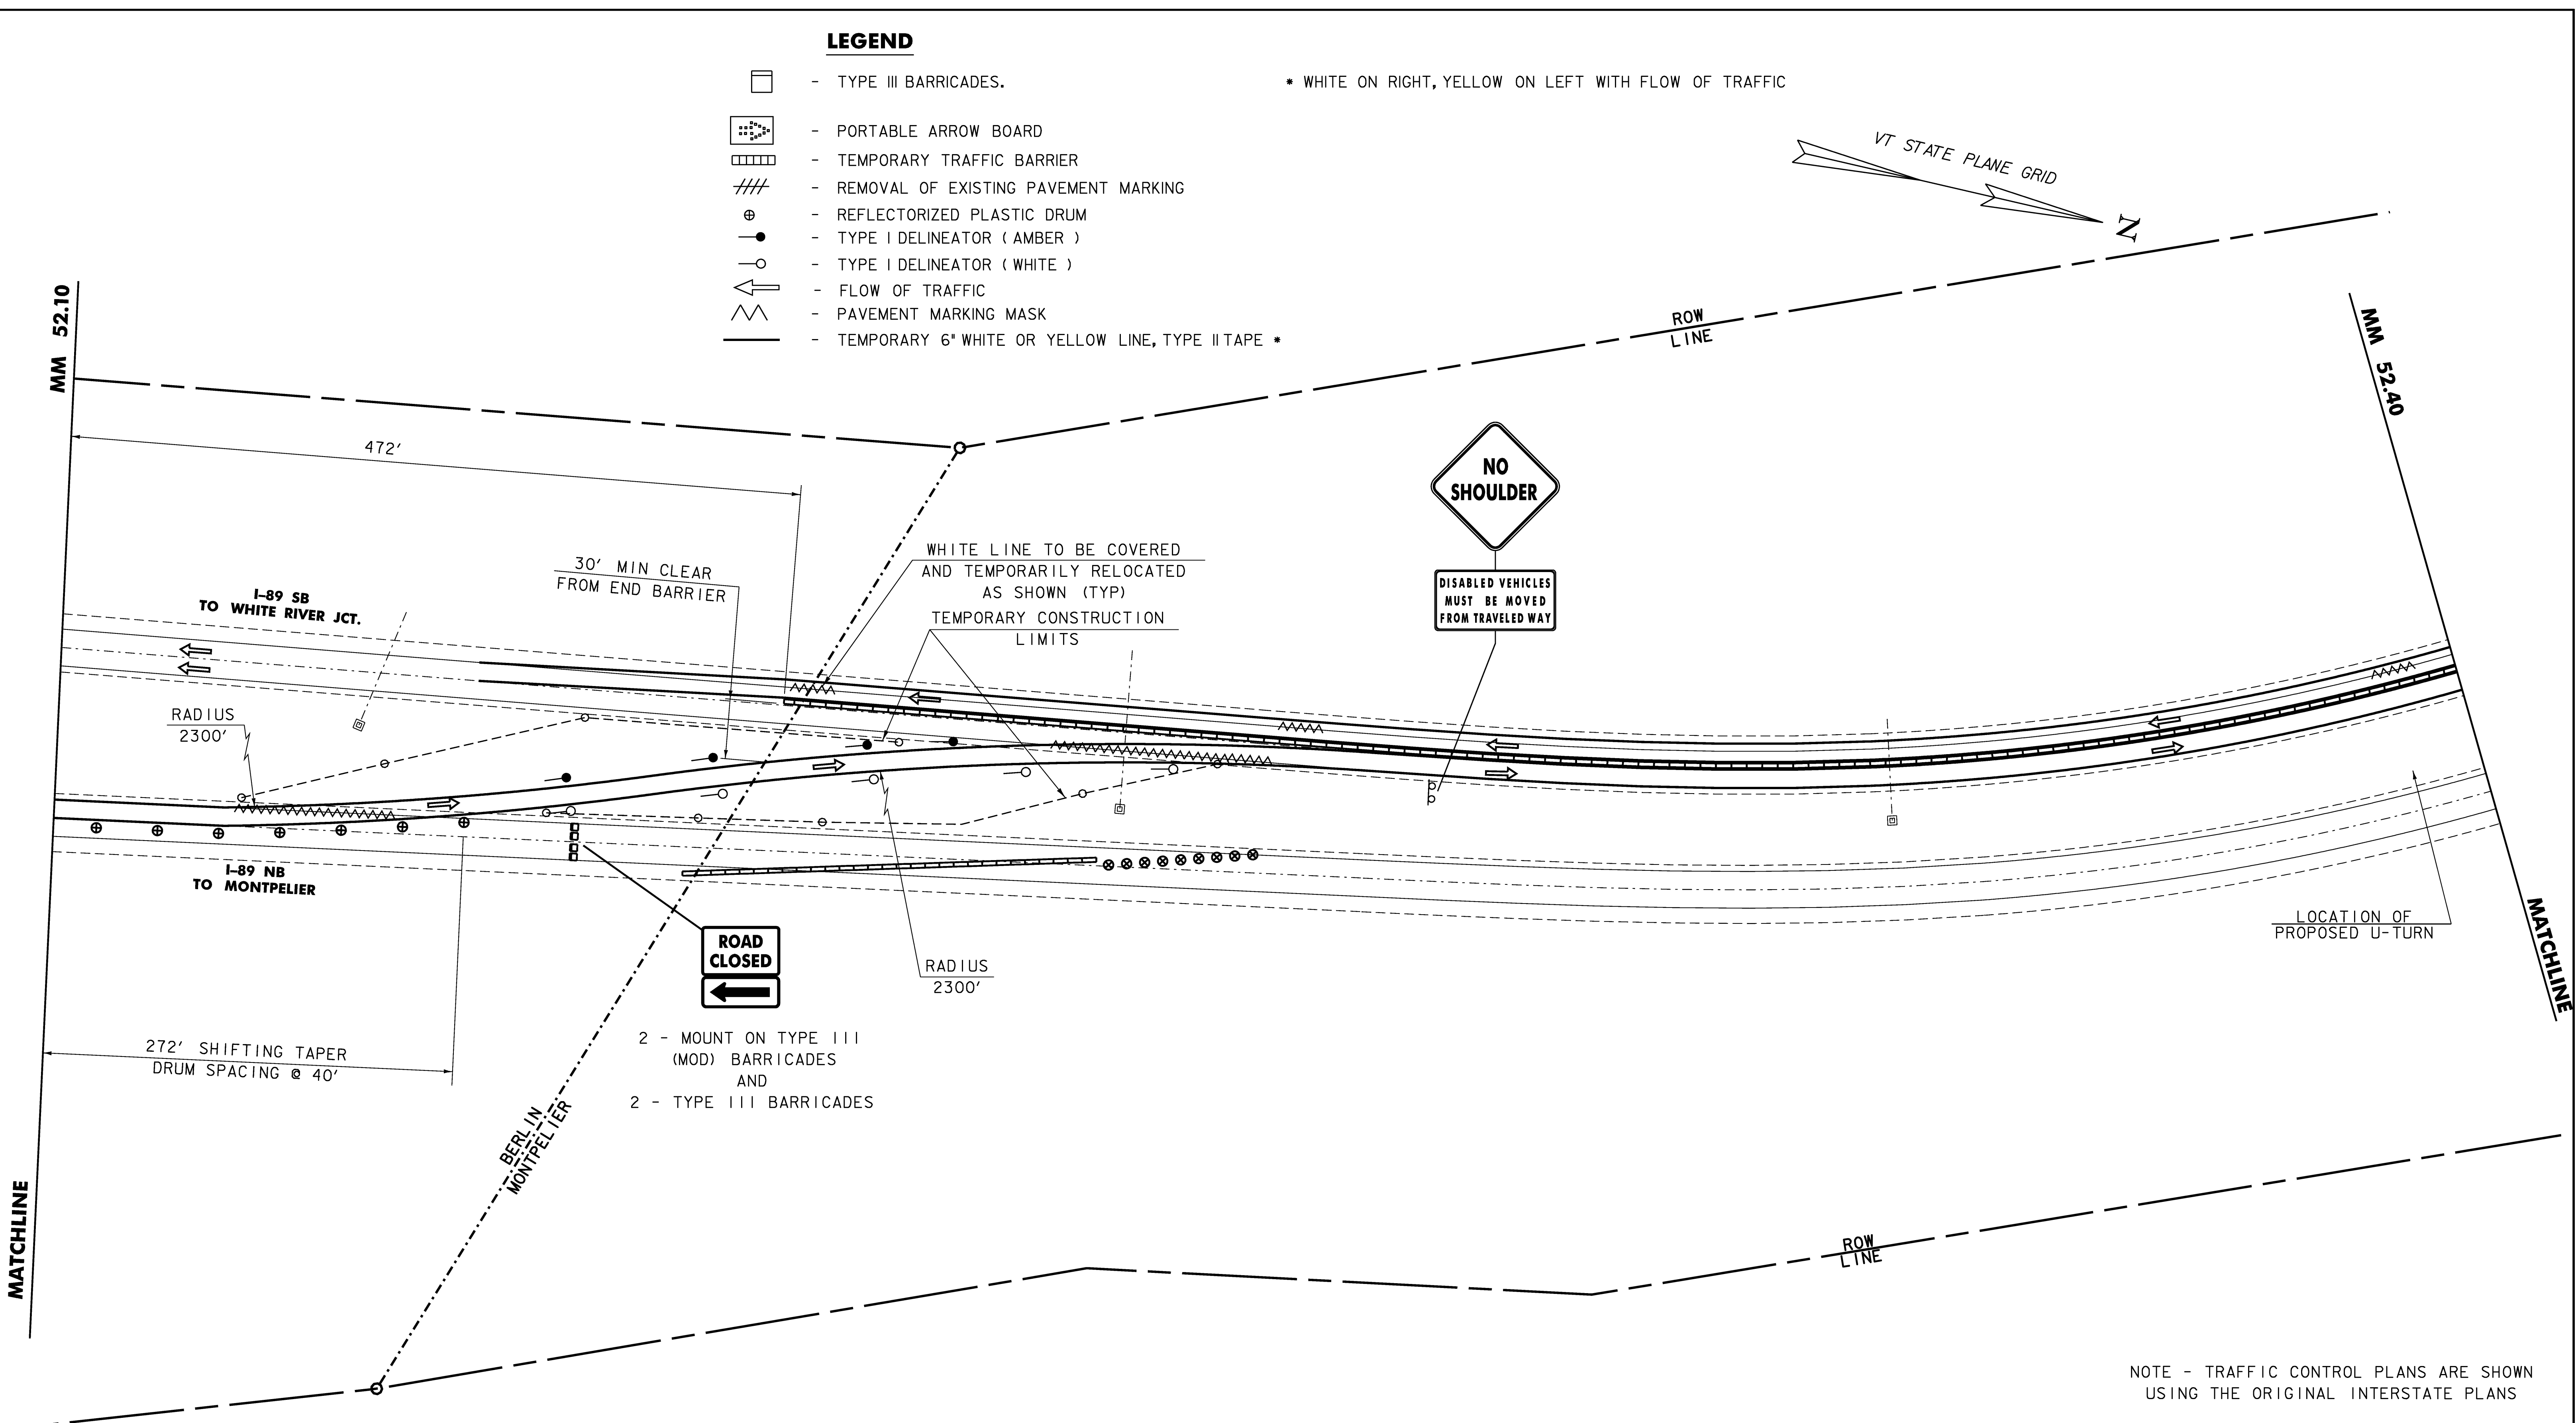 LEGEND
- TYPE III BARRICADES.
* WHITE ON RIGHT, YELLOW ON LEFT WITH FLOW OF TRAFFIC
- PORTABLE ARROW BOARD
- TEMPORARY TRAFFIC BARRIER
- REMOVAL OF EXISTING PAVEMENT MARKING
- REFLECTORIZED PLASTIC DRUM
- TYPE I DELINEATOR ( AMBER )
- TYPE I DELINEATOR ( WHITE )
- FLOW OF TRAFFIC
- PAVEMENT MARKING MASK
- TEMPORARY 6" WHITE OR YELLOW LINE, TYPE II TAPE *
VT STATE PLANE GRID
N
MM 52.10
ROW
LINE
MM 52.40
472'
NO
SHOULDER
DISABLED VEHICLES
MUST BE MOVED
FROM TRAVELED WAY
30' MIN CLEAR
FROM END BARRIER
WHITE LINE TO BE COVERED
AND TEMPORARILY RELOCATED
AS SHOWN (TYP)
TEMPORARY CONSTRUCTION
LIMITS
I-89 SB
TO WHITE RIVER JCT.
RADIUS
2300'
I-89 NB
TO MONTPELIER
ROAD
CLOSED
RADIUS
2300'
LOCATION OF
PROPOSED U-TURN
MATCHLINE
272' SHIFTING TAPER
DRUM SPACING @ 40'
2 - MOUNT ON TYPE III
(MOD) BARRICADES
AND
2 - TYPE III BARRICADES
BERLIN
MONTPELIER
MATCHLINE
ROW
LINE
NOTE - TRAFFIC CONTROL PLANS ARE SHOWN
USING THE ORIGINAL INTERSTATE PLANS